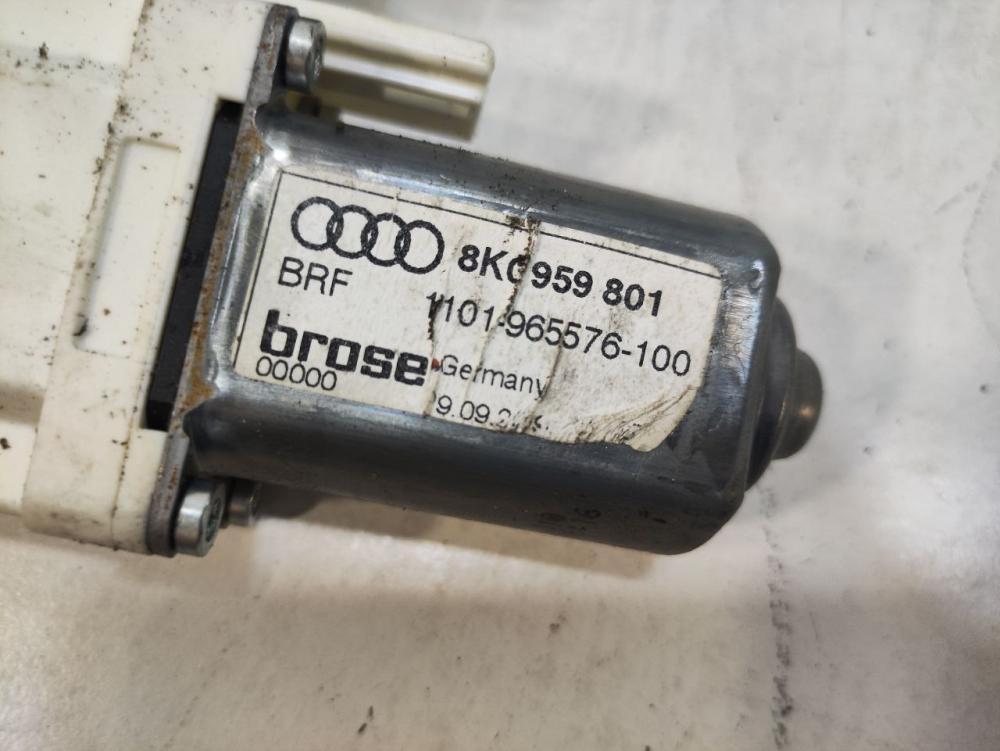 8K0 959 801
BRF
1101-965576-100
brose Germany
00000